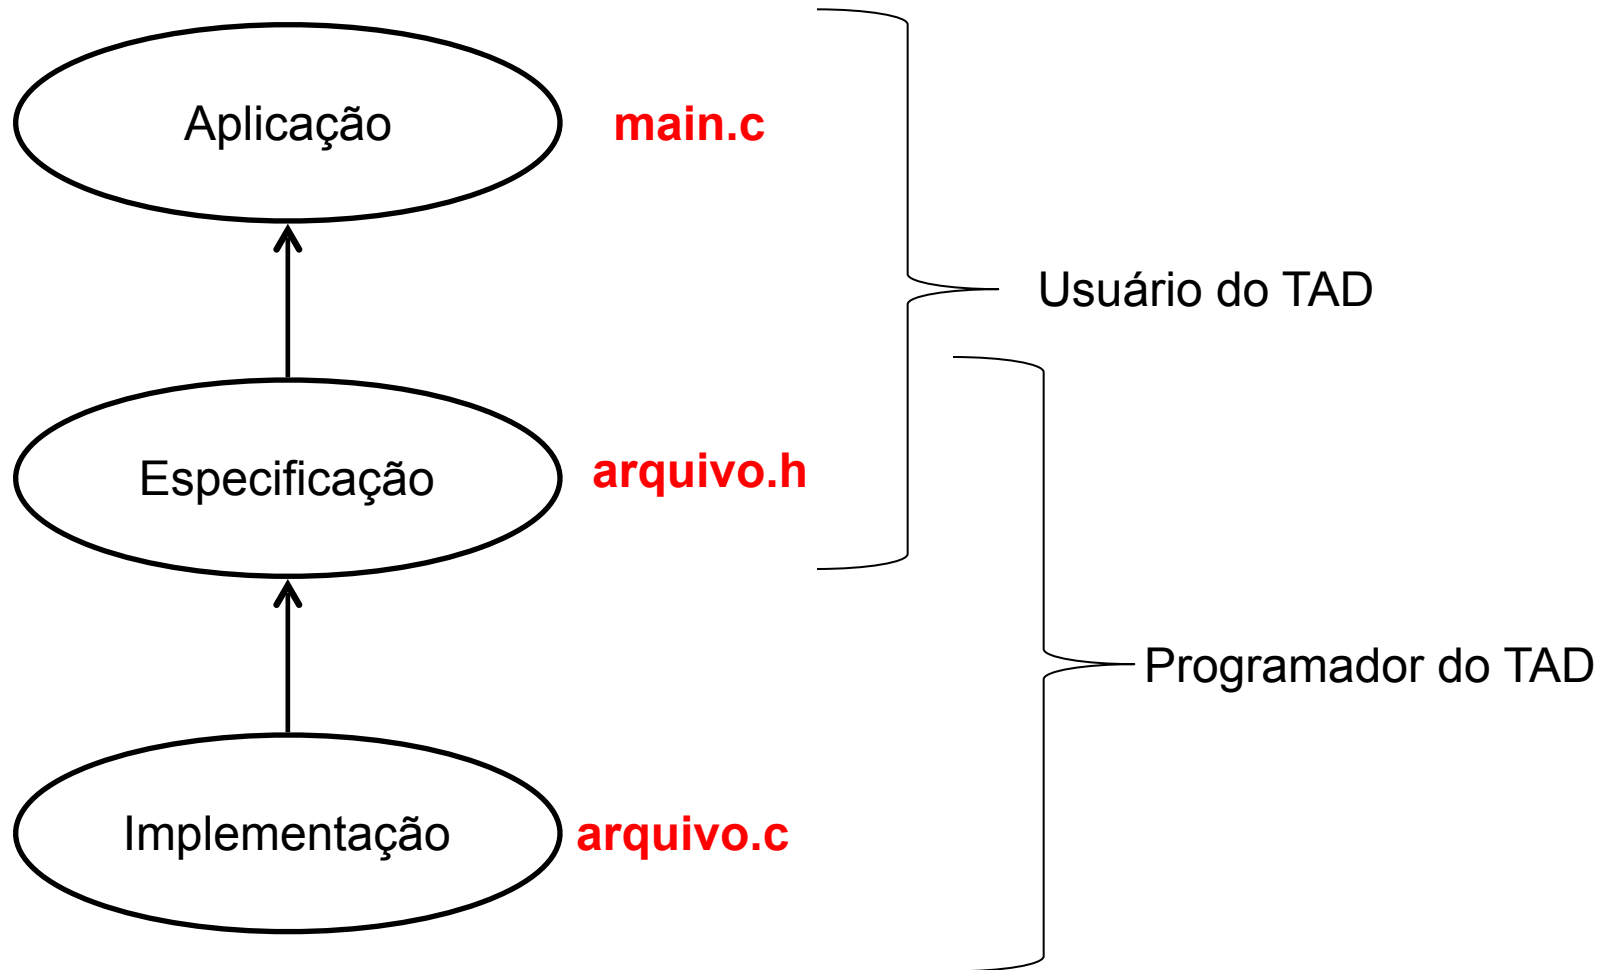 Aplicação
main.c
Usuário do TAD
Especificação
arquivo.h
Programador do TAD
Implementação
arquivo.c